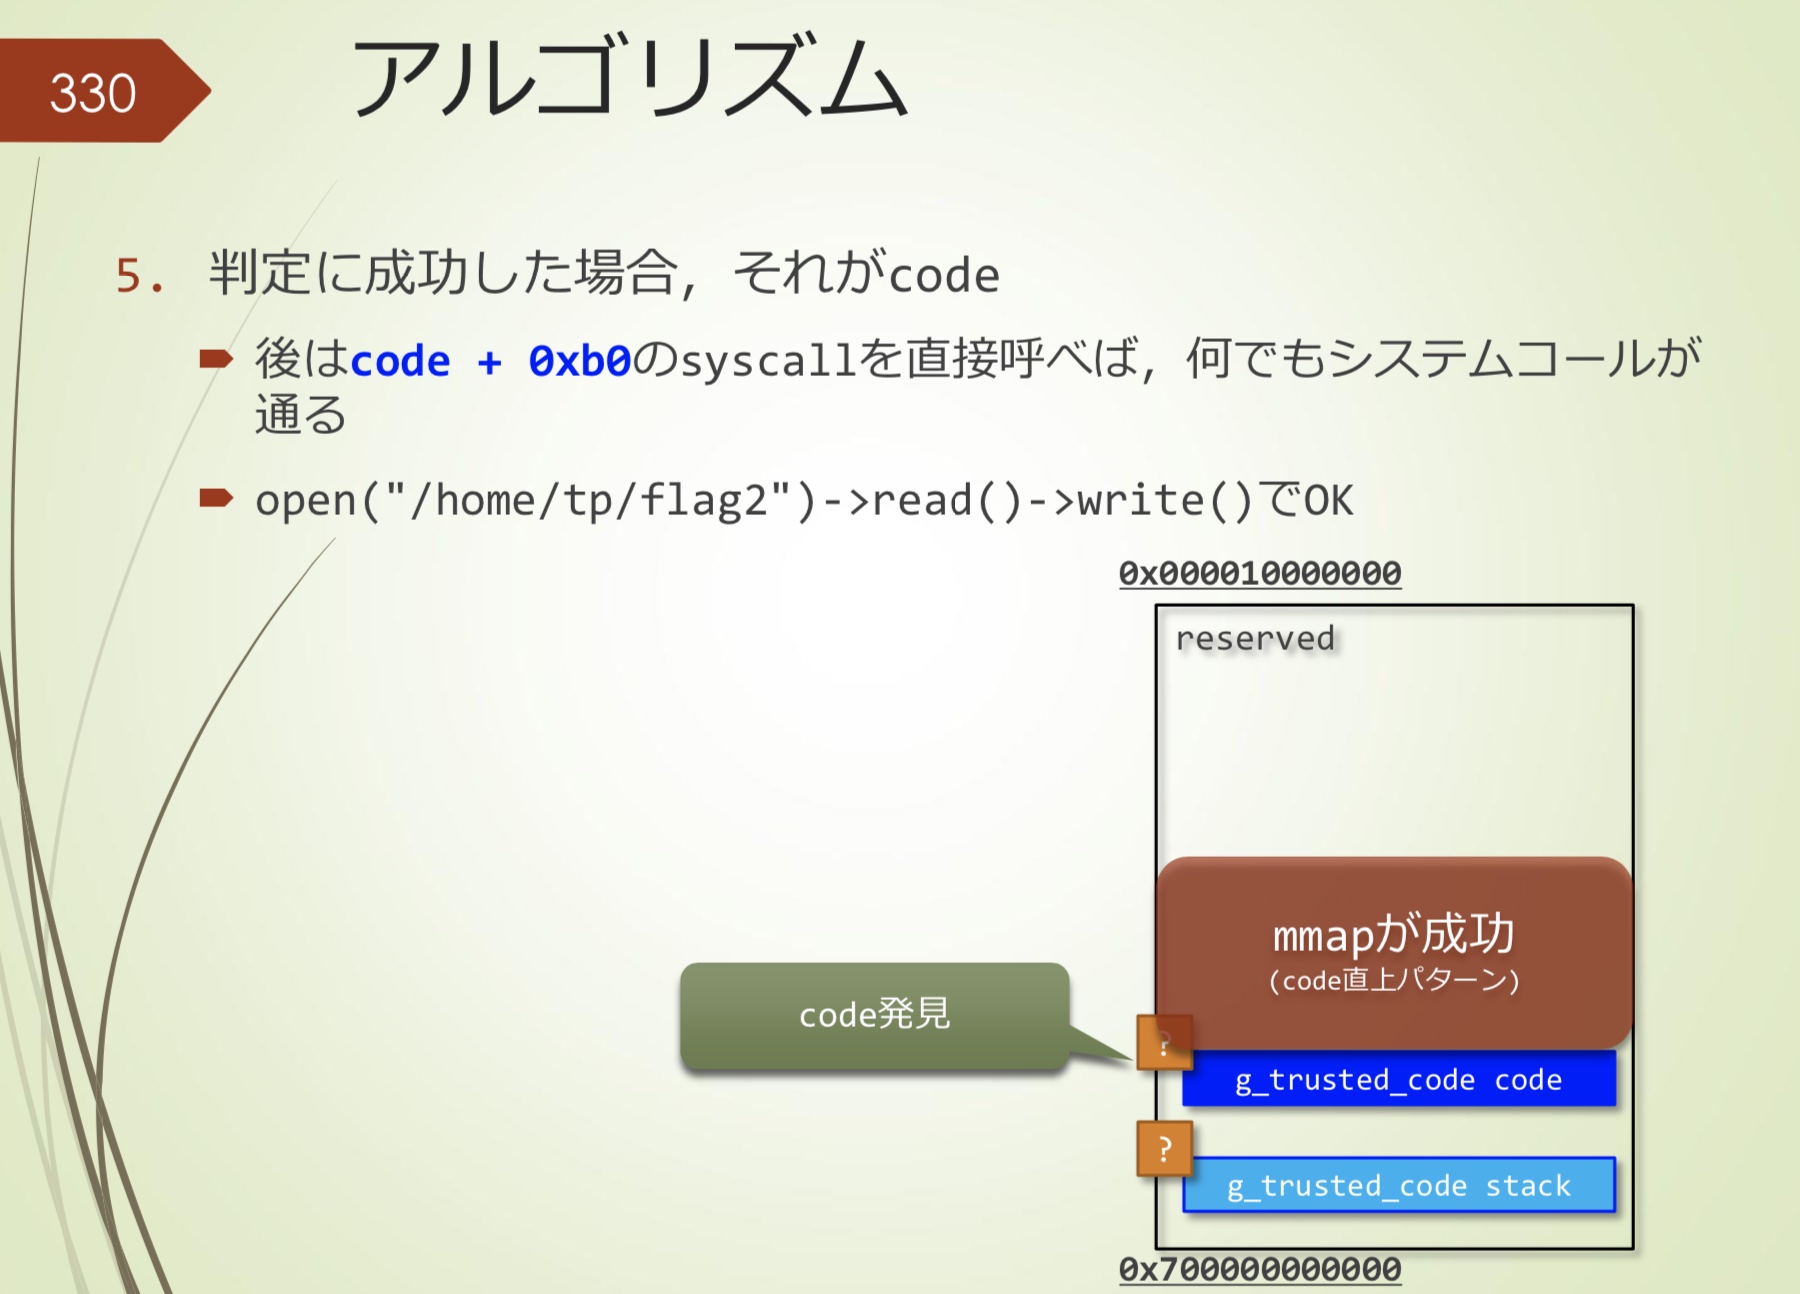 330
アルゴリズム
5. 判定に成功した場合，それがcode
後はcode + 0xb0のsyscallを直接呼べば，何でもシステムコールが
通る
open("/home/tp/flag2")->read()->write()でOK
0x000010000000
reserved
mmapが成功
(code直上パターン)
code発見
?
g_trusted_code code
?
g_trusted_code stack
0x700000000000